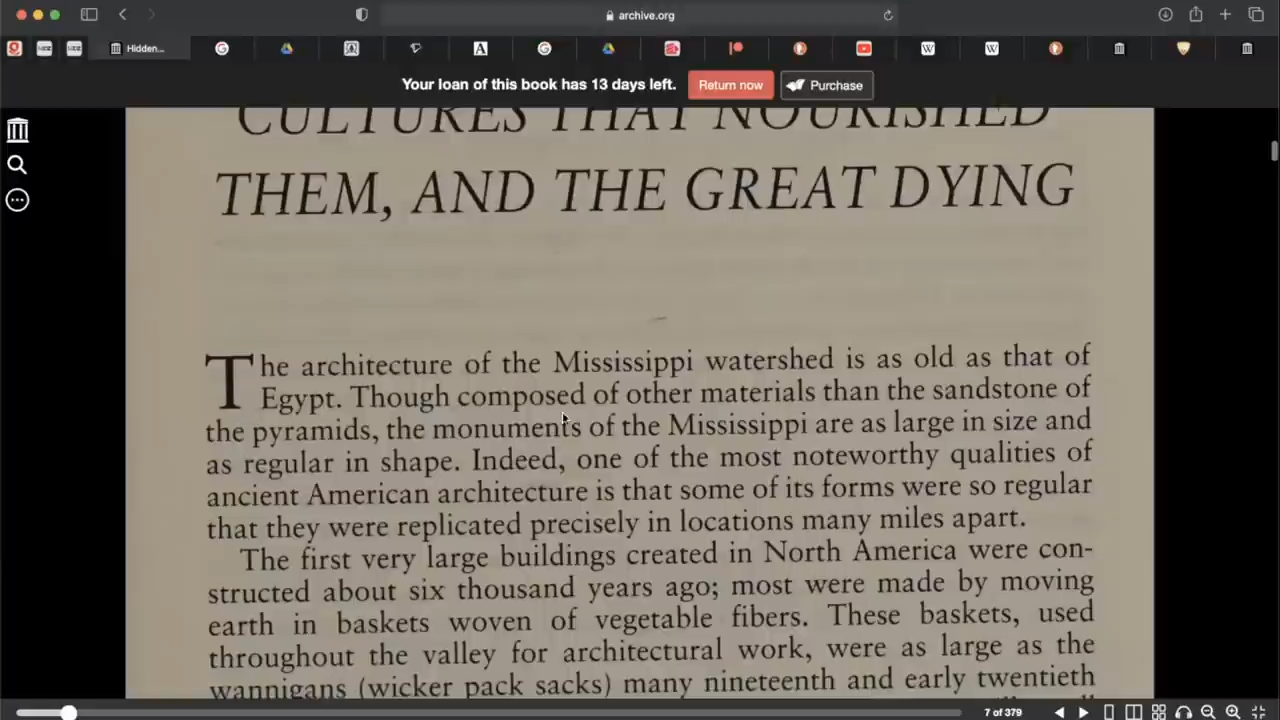 archive.org
Hidden...
Your loan of this book has 13 days left.
Return now
Purchase
CULTURES THAT NOURISHED
THEM, AND THE GREAT DYING
The architecture of the Mississippi watershed is as old as that of
Egypt. Though composed of other materials than the sandstone of
the pyramids, the monuments of the Mississippi are as large in size and
as regular in shape. Indeed, one of the most noteworthy qualities of
ancient American architecture is that some of its forms were so regular
that they were replicated precisely in locations many miles apart.
The first very large buildings created in North America were con-
structed about six thousand years ago; most were made by moving
earth in baskets woven of vegetable fibers. These baskets, used
throughout the valley for architectural work, were as large as the
wannigans (wicker pack sacks) many nineteenth and early twentieth
7 of 379